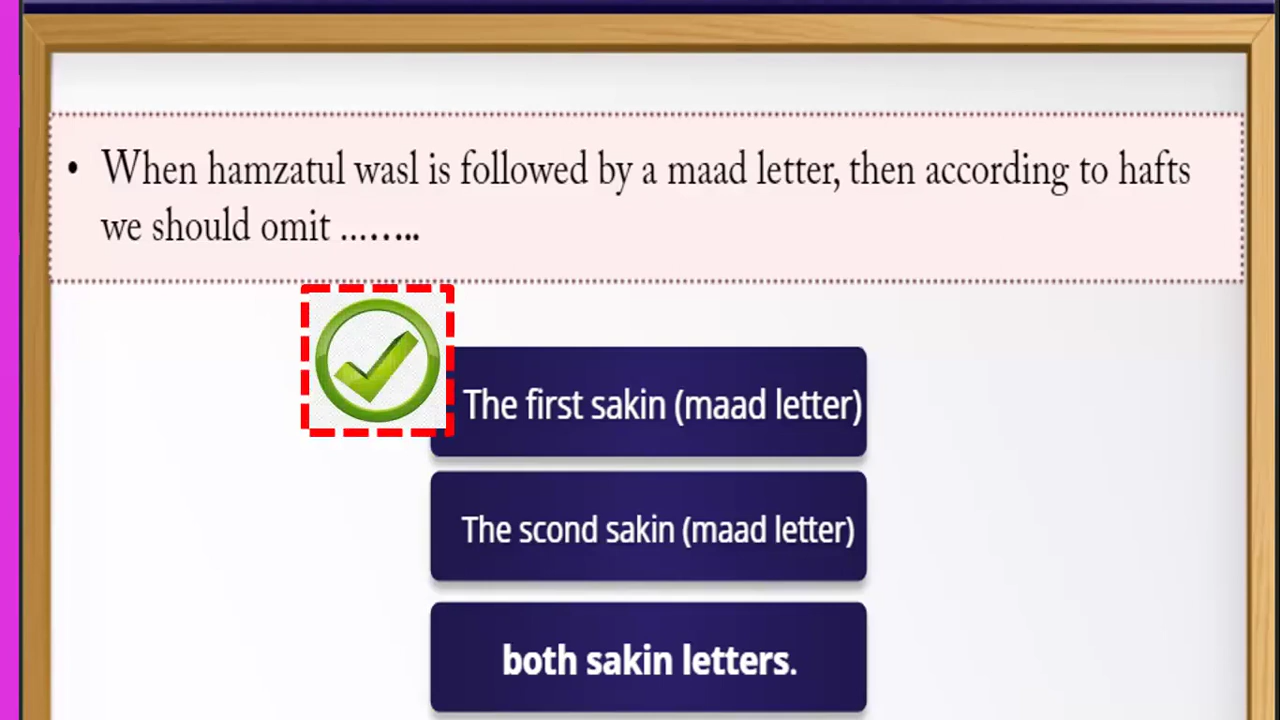 • When hamzatul wasl is followed by a maad letter, then according to hafts
we should omit ........
The first sakin (maad letter)
The scond sakin (maad letter)
both sakin letters.